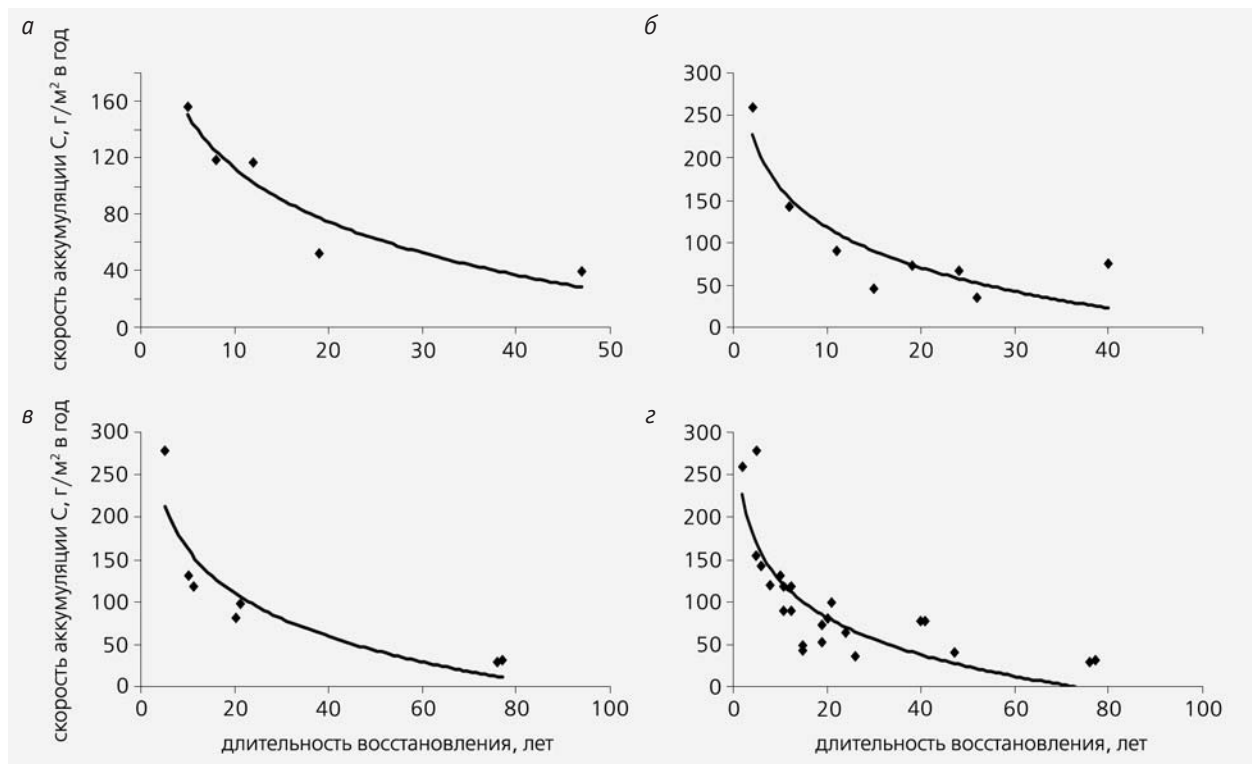 а
скорость аккумуляции С, г/м² в год
160
120
80
40
0
0 10 20 30 40 50
б
300
250
200
150
100
50
0
0 10 20 30 40
в
скорость аккумуляции С, г/м² в год
300
250
200
150
100
50
0
0 20 40 60 80 100
длительность восстановления, лет
г
300
250
200
150
100
50
0
0 20 40 60 80 100
длительность восстановления, лет